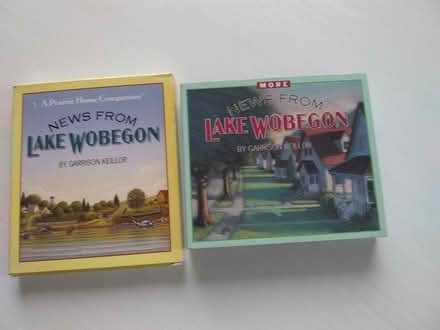 A Prairie Home Companion
NEWS FROM
LAKE WOBEGON
BY GARRISON KEILLOR
MORE
NEWS FROM
LAKE WOBEGON
BY GARRISON KEILLOR